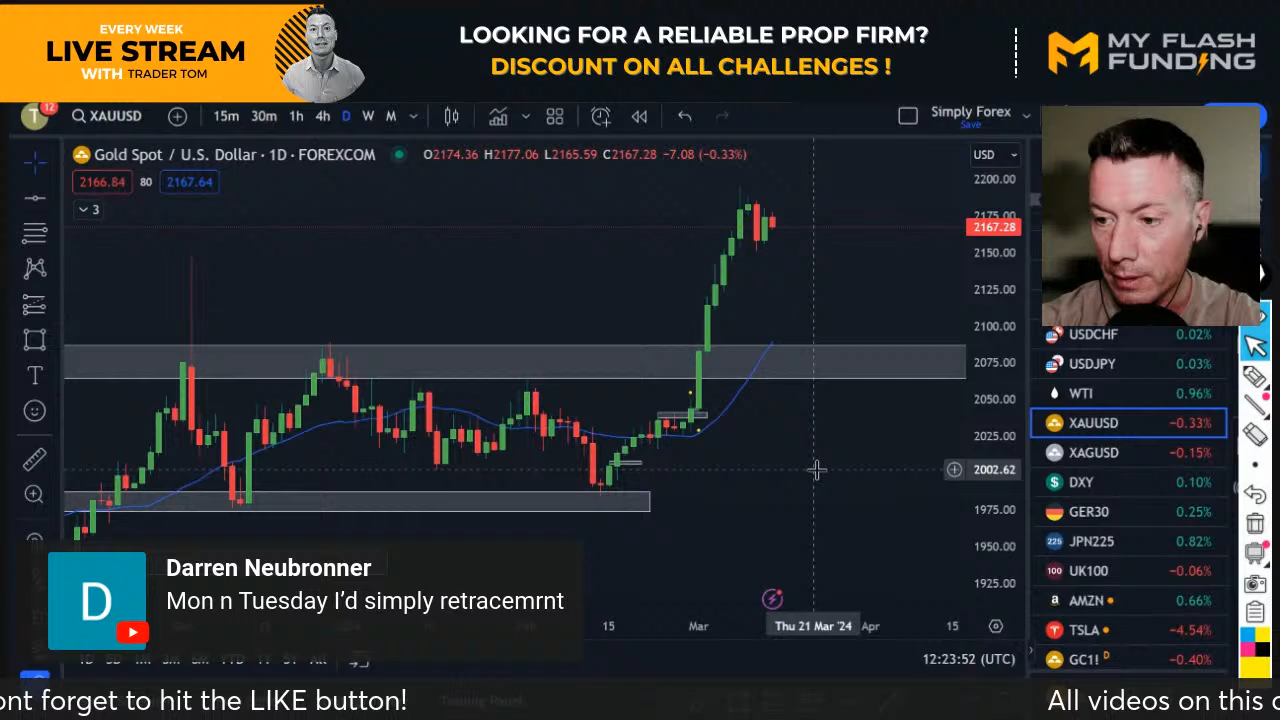 EVERY WEEK
LIVE STREAM
WITH TRADER TOM
LOOKING FOR A RELIABLE PROP FIRM?
DISCOUNT ON ALL CHALLENGES !
MY FLASH
FUNDING
T
12
XAUUSD
15m 30m 1h 4h D W M
Simply Forex
Save
Gold Spot / U.S. Dollar · 1D · FOREXCOM
O2174.36 H2177.06 L2165.59 C2167.28 −7.08 (−0.33%)
USD
2166.84 80 2167.64
3
2200.00
2175.00
2167.28
2150.00
2125.00
2100.00
2075.00
2050.00
2025.00
2002.62
1975.00
1950.00
1925.00
USDCHF 0.02%
USDJPY 0.03%
WTI 0.96%
XAUUSD −0.33%
XAGUSD −0.15%
DXY 0.10%
GER30 0.25%
225 JPN225 0.82%
100 UK100 −0.06%
AMZN 0.66%
TSLA −4.54%
GC1! D −0.40%
D
Darren Neubronner
Mon n Tuesday I’d simply retracemrnt
15 Mar Thu 21 Mar '24 Apr 15
12:23:52 (UTC)
ont forget to hit the LIKE button!
All videos on this c